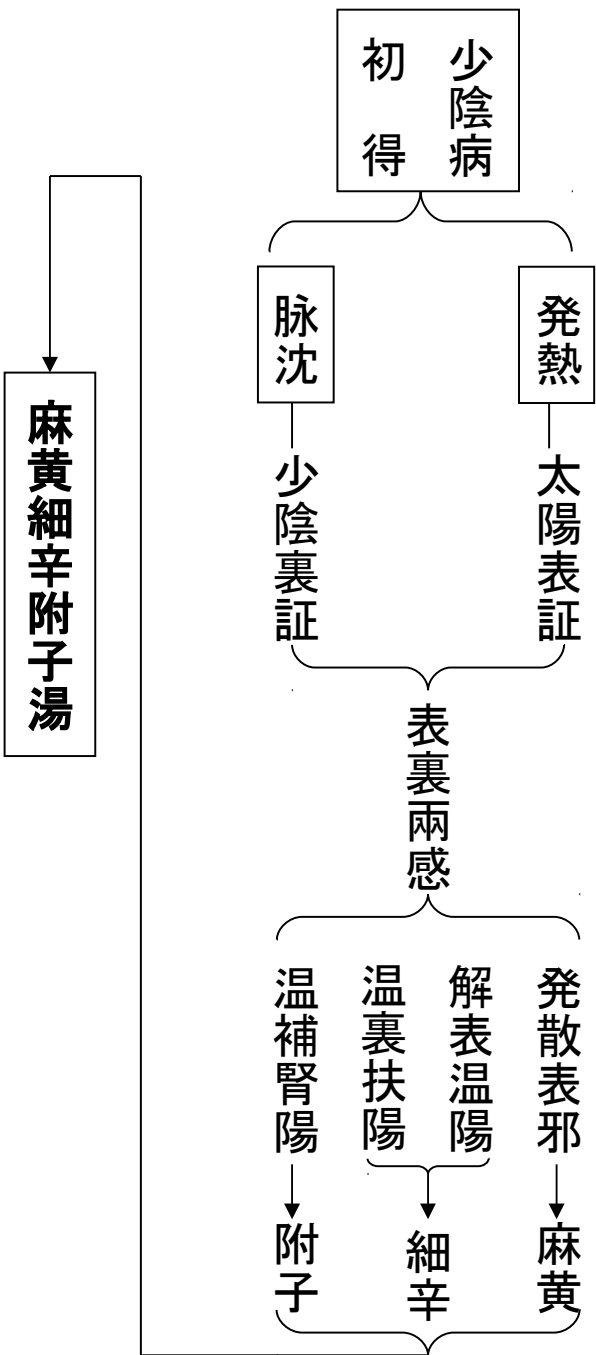 少陰病
初得
発熱
脉沈
太陽表証
少陰裏証
表裏兩感
発散表邪
解表温陽
温裏扶陽
温補腎陽
麻黄
細辛
附子
麻黄細辛附子湯